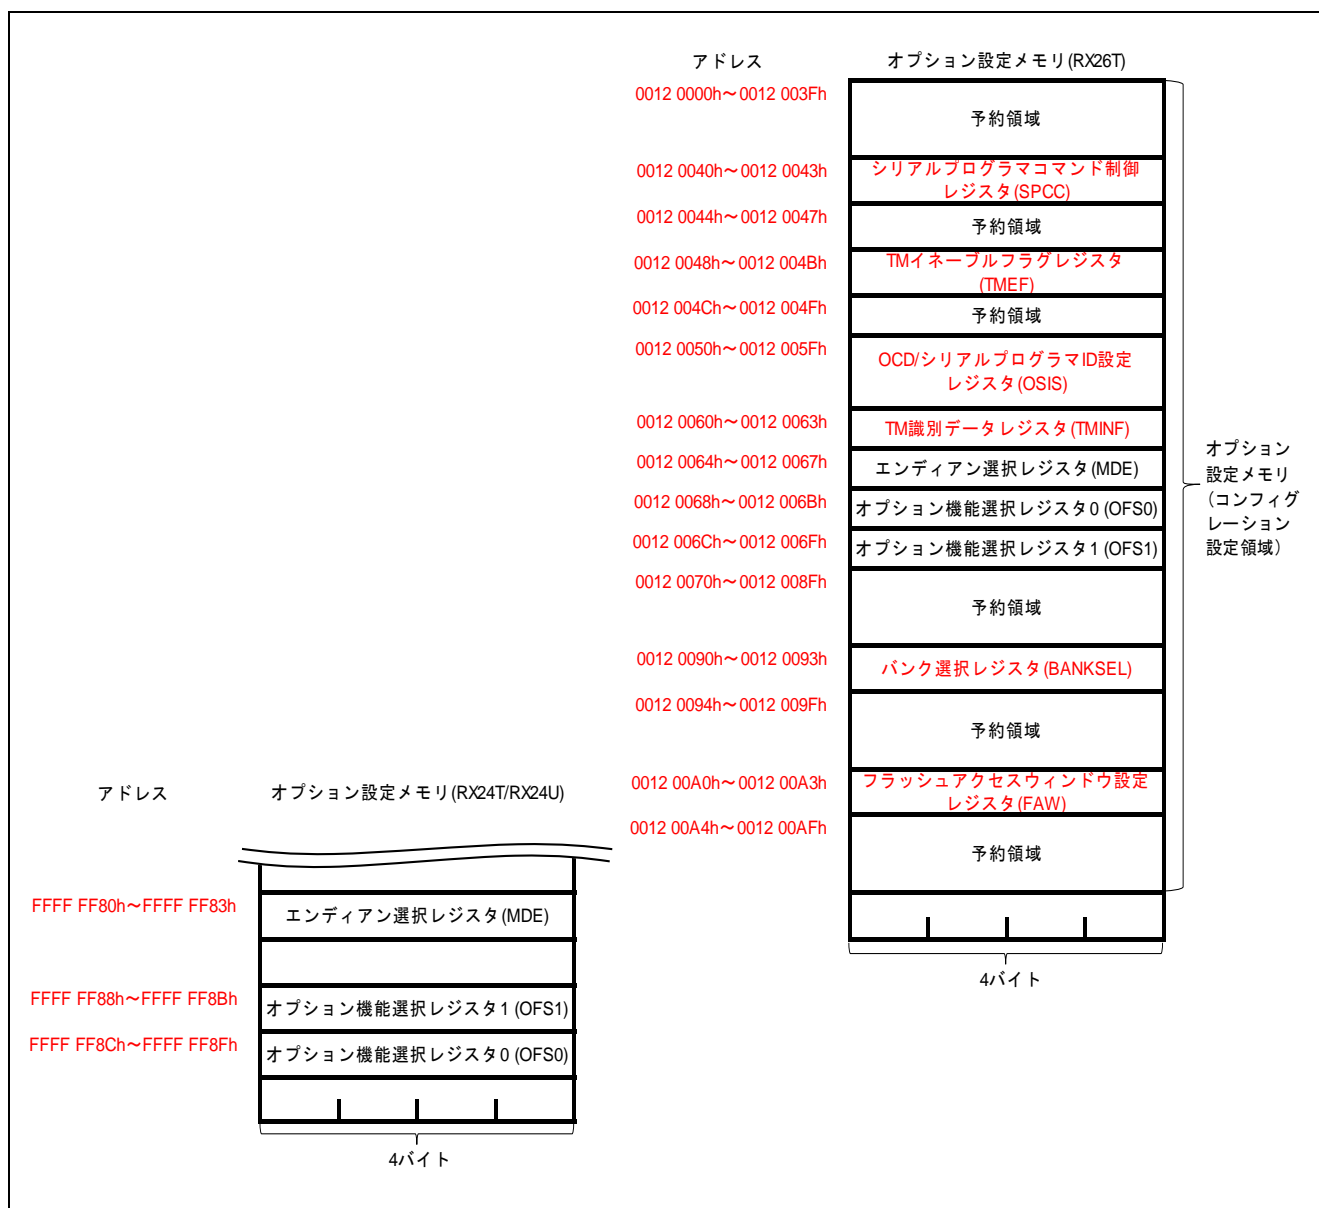 アドレス
オプション設定メモリ(RX26T)
0012 0000h～0012 003Fh
予約領域
0012 0040h～0012 0043h
シリアルプログラマコマンド制御
レジスタ(SPCC)
0012 0044h～0012 0047h
予約領域
0012 0048h～0012 004Bh
TMイネーブルフラグレジスタ
(TMEF)
0012 004Ch～0012 004Fh
予約領域
0012 0050h～0012 005Fh
OCD/シリアルプログラマID設定
レジスタ(OSIS)
0012 0060h～0012 0063h
TM識別データレジスタ(TMINF)
0012 0064h～0012 0067h
エンディアン選択レジスタ(MDE)
0012 0068h～0012 006Bh
オプション機能選択レジスタ0 (OFS0)
0012 006Ch～0012 006Fh
オプション機能選択レジスタ1 (OFS1)
0012 0070h～0012 008Fh
予約領域
0012 0090h～0012 0093h
バンク選択レジスタ(BANKSEL)
0012 0094h～0012 009Fh
予約領域
0012 00A0h～0012 00A3h
フラッシュアクセスウィンドウ設定
レジスタ(FAW)
0012 00A4h～0012 00AFh
予約領域
4バイト
オプション
設定メモリ
（コンフィグ
レーション
設定領域）
アドレス
オプション設定メモリ(RX24T/RX24U)
FFFF FF80h～FFFF FF83h
エンディアン選択レジスタ(MDE)
FFFF FF88h～FFFF FF8Bh
オプション機能選択レジスタ1 (OFS1)
FFFF FF8Ch～FFFF FF8Fh
オプション機能選択レジスタ0 (OFS0)
4バイト